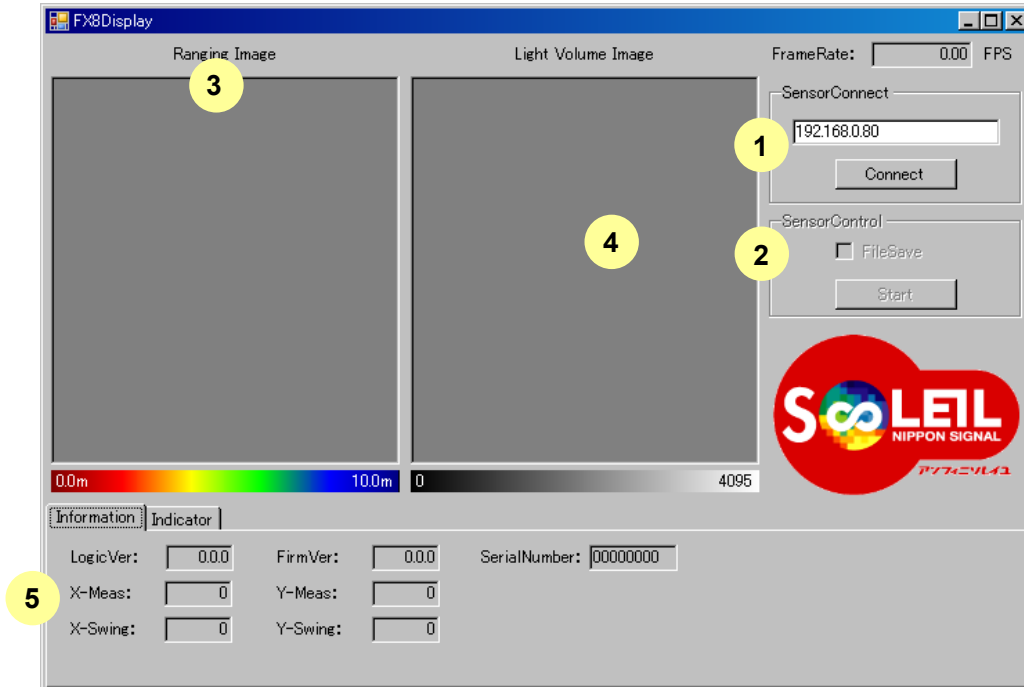 FX8Display
Ranging Image
Light Volume Image
FrameRate: 0.00 FPS
3
SensorConnect
1
192.168.0.80
Connect
4
SensorControl
2
FileSave
Start
SOLEIL
NIPPON SIGNAL
アンフィニソレイユ
0.0m 10.0m
0 4095
Information Indicator
LogicVer: 0.0.0 FirmVer: 0.0.0 SerialNumber: 00000000
5
X-Meas: 0 Y-Meas: 0
X-Swing: 0 Y-Swing: 0